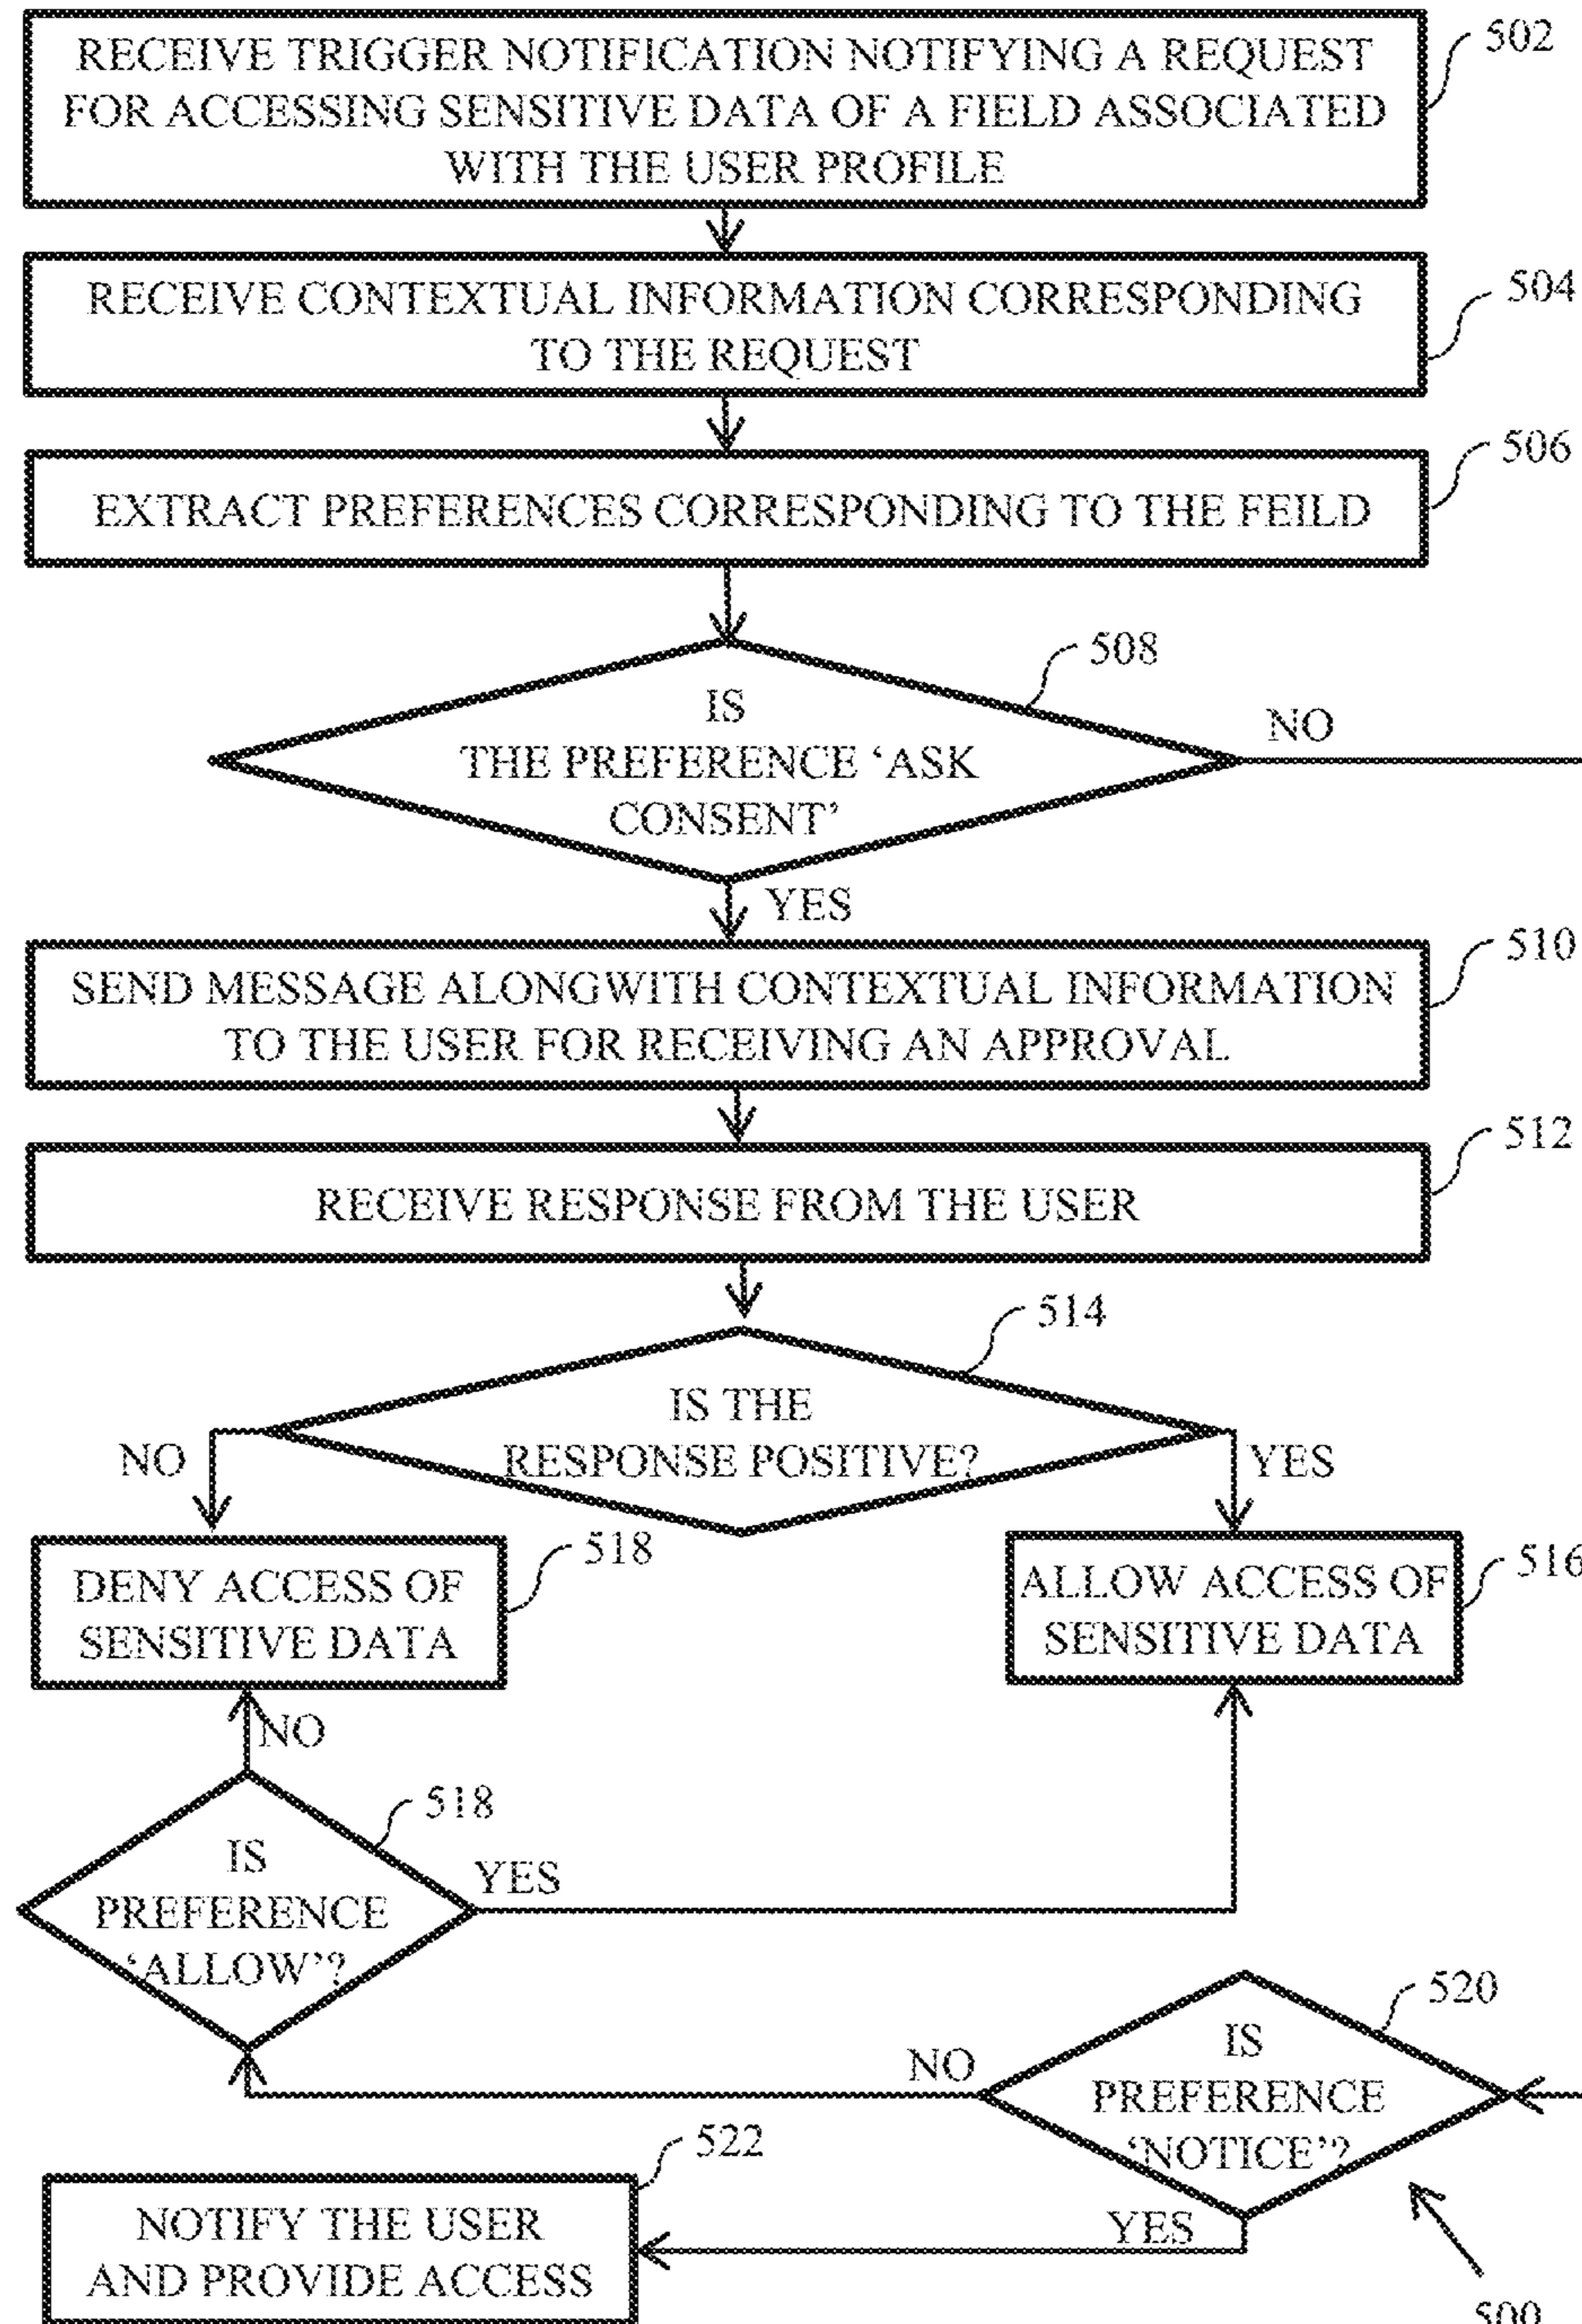 RECEIVE TRIGGER NOTIFICATION NOTIFYING A REQUEST
FOR ACCESSING SENSITIVE DATA OF A FIELD ASSOCIATED
WITH THE USER PROFILE
502
RECEIVE CONTEXTUAL INFORMATION CORRESPONDING
TO THE REQUEST
504
EXTRACT PREFERENCES CORRESPONDING TO THE FEILD
506
508
IS
THE PREFERENCE ‘ASK
CONSENT’
NO
YES
SEND MESSAGE ALONGWITH CONTEXTUAL INFORMATION
TO THE USER FOR RECEIVING AN APPROVAL
510
RECEIVE RESPONSE FROM THE USER
512
514
IS THE
RESPONSE POSITIVE?
NO
YES
DENY ACCESS OF
SENSITIVE DATA
518
ALLOW ACCESS OF
SENSITIVE DATA
516
NO
518
IS
PREFERENCE
‘ALLOW’?
YES
520
IS
PREFERENCE
‘NOTICE’?
NO
YES
522
NOTIFY THE USER
AND PROVIDE ACCESS
500